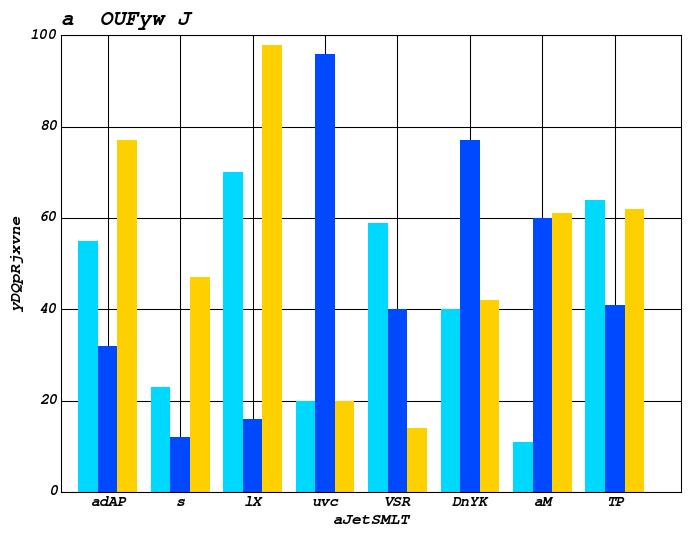 a  OUFyw J
100
80
60
40
20
0
yDQpRjxvne
adAP s lX uvc VSR DnYK aM TP
aJetSMLT